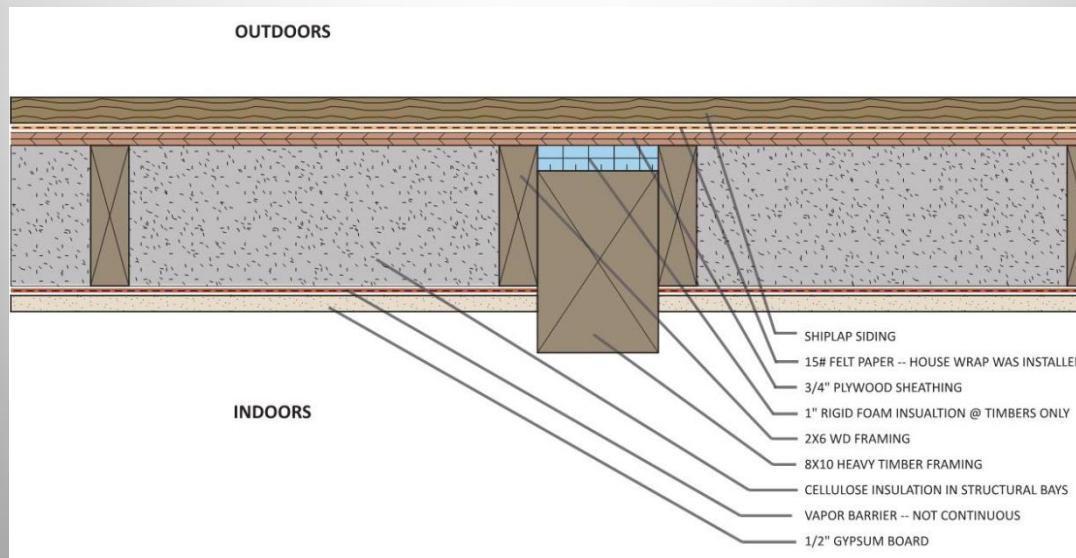 OUTDOORS
INDOORS
SHIPLAP SIDING
15# FELT PAPER -- HOUSE WRAP WAS INSTALLE
3/4" PLYWOOD SHEATHING
1" RIGID FOAM INSUALTION @ TIMBERS ONLY
2X6 WD FRAMING
8X10 HEAVY TIMBER FRAMING
CELLULOSE INSULATION IN STRUCTURAL BAYS
VAPOR BARRIER -- NOT CONTINUOUS
1/2" GYPSUM BOARD